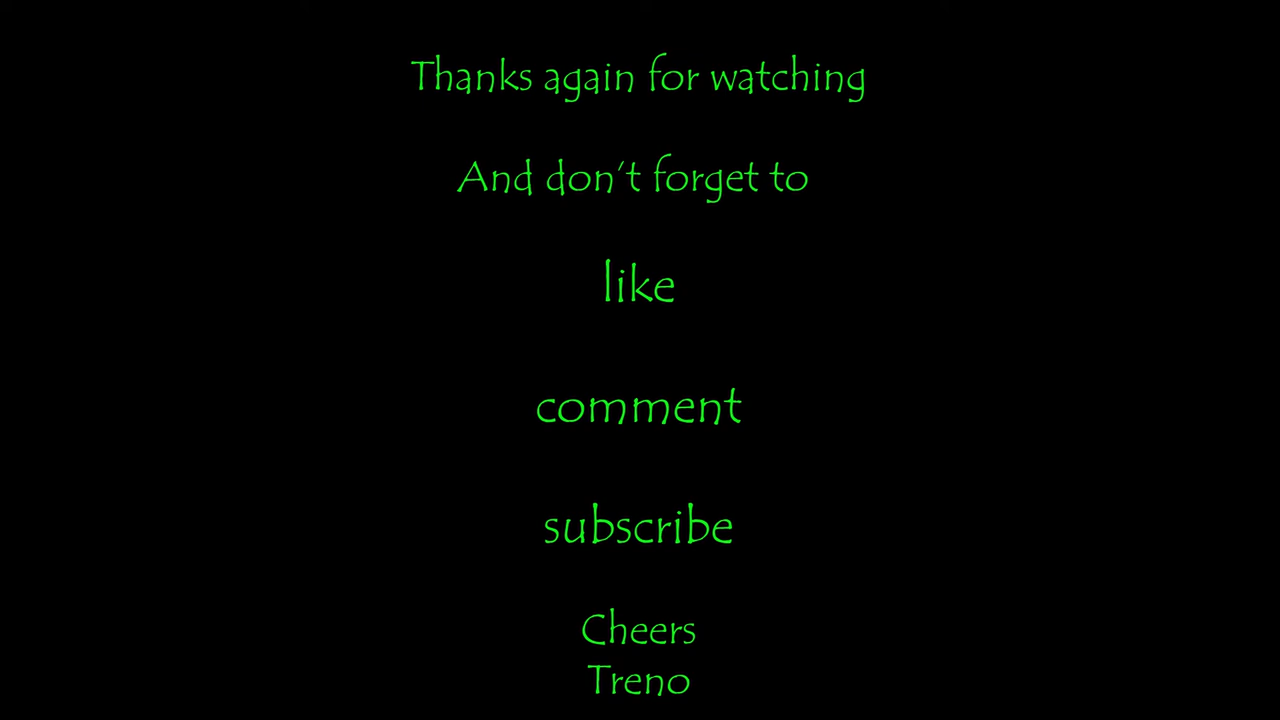 Thanks again for watching
And don't forget to
like
comment
subscribe
Cheers
Treno